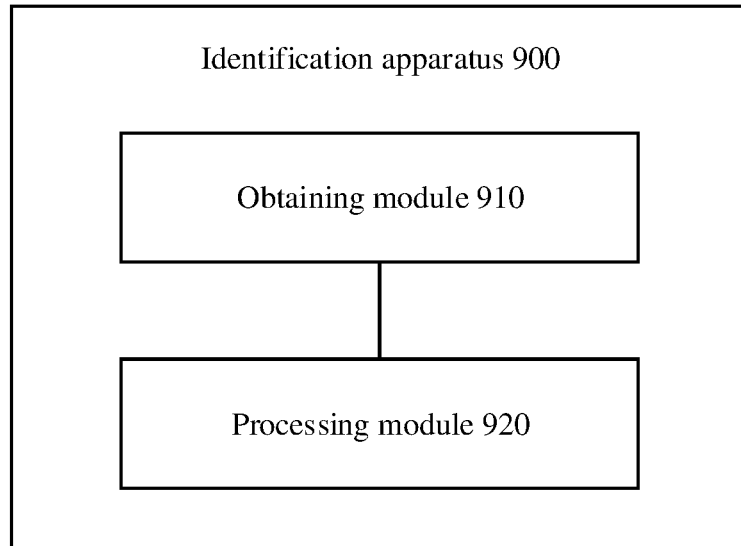 Identification apparatus 900
Obtaining module 910
Processing module 920